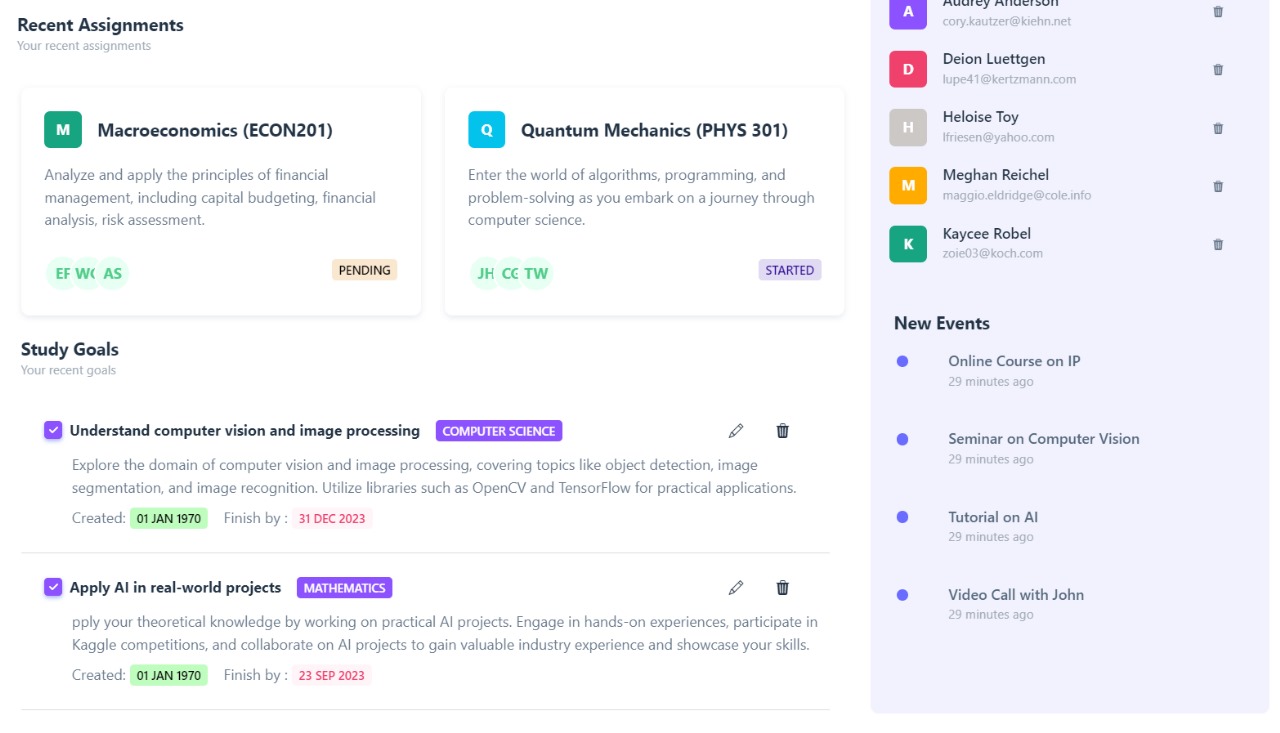 Recent Assignments
Your recent assignments
M Macroeconomics (ECON201)
Analyze and apply the principles of financial
management, including capital budgeting, financial
analysis, risk assessment.
EF AS
PENDING
Q Quantum Mechanics (PHYS 301)
Enter the world of algorithms, programming, and
problem-solving as you embark on a journey through
computer science.
JH TW
STARTED
Study Goals
Your recent goals
Understand computer vision and image processing COMPUTER SCIENCE
Explore the domain of computer vision and image processing, covering topics like object detection, image
segmentation, and image recognition. Utilize libraries such as OpenCV and TensorFlow for practical applications.
Created: 01 JAN 1970 Finish by : 31 DEC 2023
Apply AI in real-world projects MATHEMATICS
pply your theoretical knowledge by working on practical AI projects. Engage in hands-on experiences, participate in
Kaggle competitions, and collaborate on AI projects to gain valuable industry experience and showcase your skills.
Created: 01 JAN 1970 Finish by : 23 SEP 2023
A Audrey Anderson
cory.kautzer@kiehn.net
D Deion Luettgen
lupe41@kertzmann.com
H Heloise Toy
lfriesen@yahoo.com
M Meghan Reichel
maggio.eldridge@cole.info
K Kaycee Robel
zoie03@koch.com
New Events
Online Course on IP
29 minutes ago
Seminar on Computer Vision
29 minutes ago
Tutorial on AI
29 minutes ago
Video Call with John
29 minutes ago